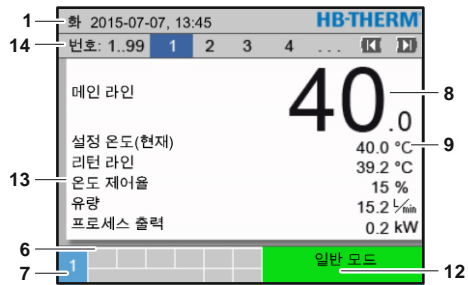 1 화 2015-07-07, 13:45 HB-THERM
14 번호: 1..99 1 2 3 4 ...
메인 라인 40.0 8
설정 온도(현재) 40.0 °C 9
리턴 라인 39.2 °C
13 온도 제어율 15 %
유량 15.2 L/min
프로세스 출력 0.2 kW
6
7 1 일반 모드 12